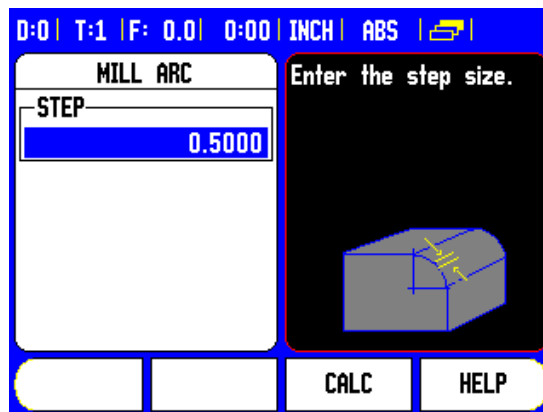 D:0 | T:1 | F: 0.0 | 0:00 | INCH | ABS |
MILL ARC
STEP
0.5000
Enter the step size.
CALC
HELP